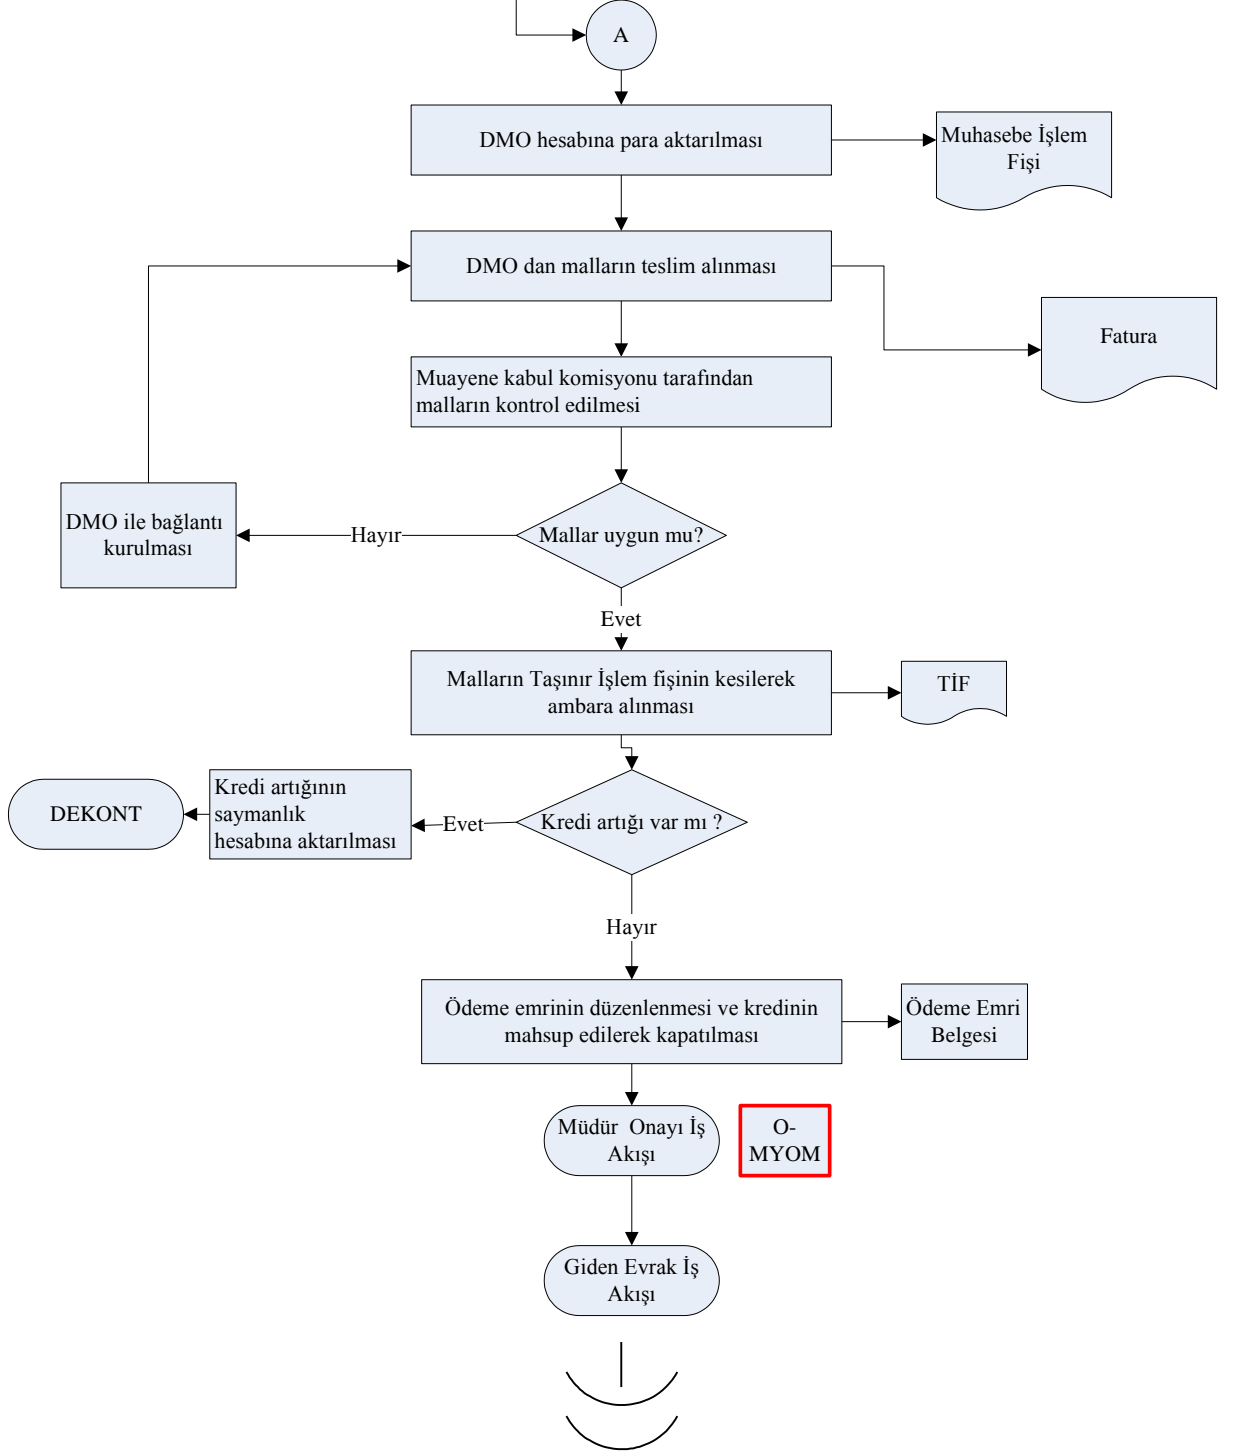 A
DMO hesabına para aktarılması
Muhasebe İşlem
Fişi
DMO dan malların teslim alınması
Fatura
Muayene kabul komisyonu tarafından
malların kontrol edilmesi
DMO ile bağlantı
kurulması
Hayır
Mallar uygun mu?
Evet
Malların Taşınır İşlem fişinin kesilerek
ambara alınması
TİF
DEKONT
Kredi artığının
saymanlık
hesabına aktarılması
Evet
Kredi artığı var mı ?
Hayır
Ödeme emrinin düzenlenmesi ve kredinin
mahsup edilerek kapatılması
Ödeme Emri
Belgesi
Müdür Onayı İş
Akışı
O-
MYOM
Giden Evrak İş
Akışı